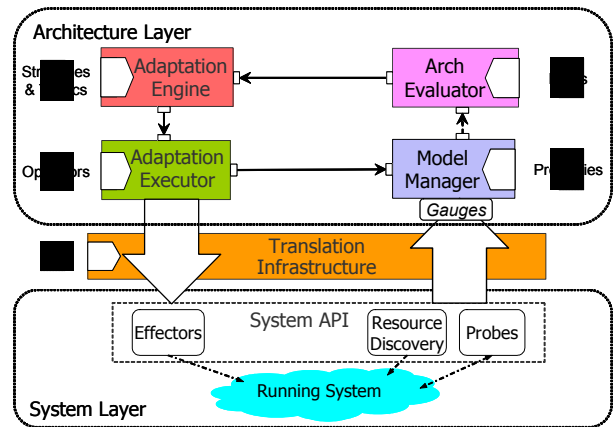 Architecture Layer
Adaptation
Engine
Arch
Evaluator
&
Adaptation
Executor
Model
Manager
Gauges
Translation
Infrastructure
System API
Effectors
Resource
Discovery
Probes
Running System
System Layer